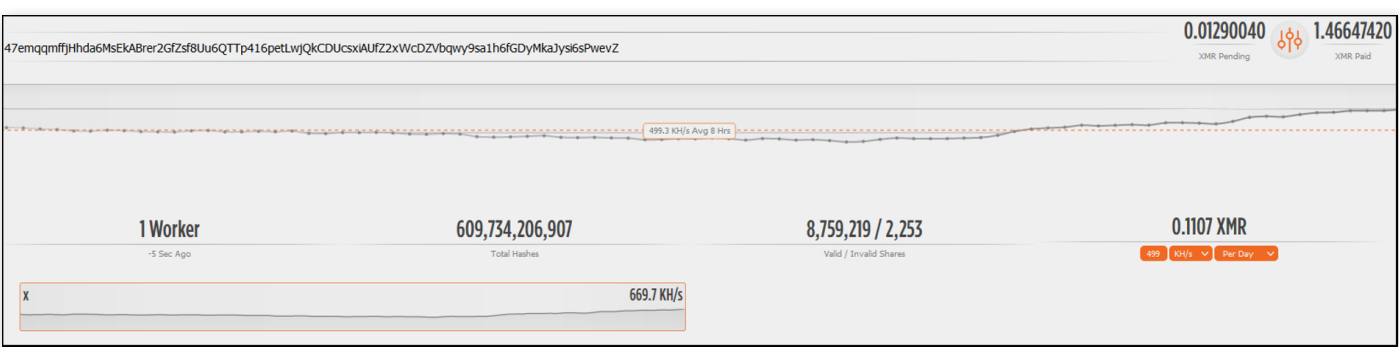 0.01290040 1.46647420
47emqqmffjHhda6MsEkABrer2GfZsf8Uu6QTTp416petLwjQkCDUcsxiAUfZ2xWcDZVbqwy9sa1h6fGDyMkaJysi6sPwevZ
XMR Pending XMR Paid
499.3 KH/s Avg 8 Hrs
1 Worker 609,734,206,907 8,759,219 / 2,253 0.1107 XMR
-5 Sec Ago Total Hashes Valid / Invalid Shares 499 KH/s Per Day
X 669.7 KH/s